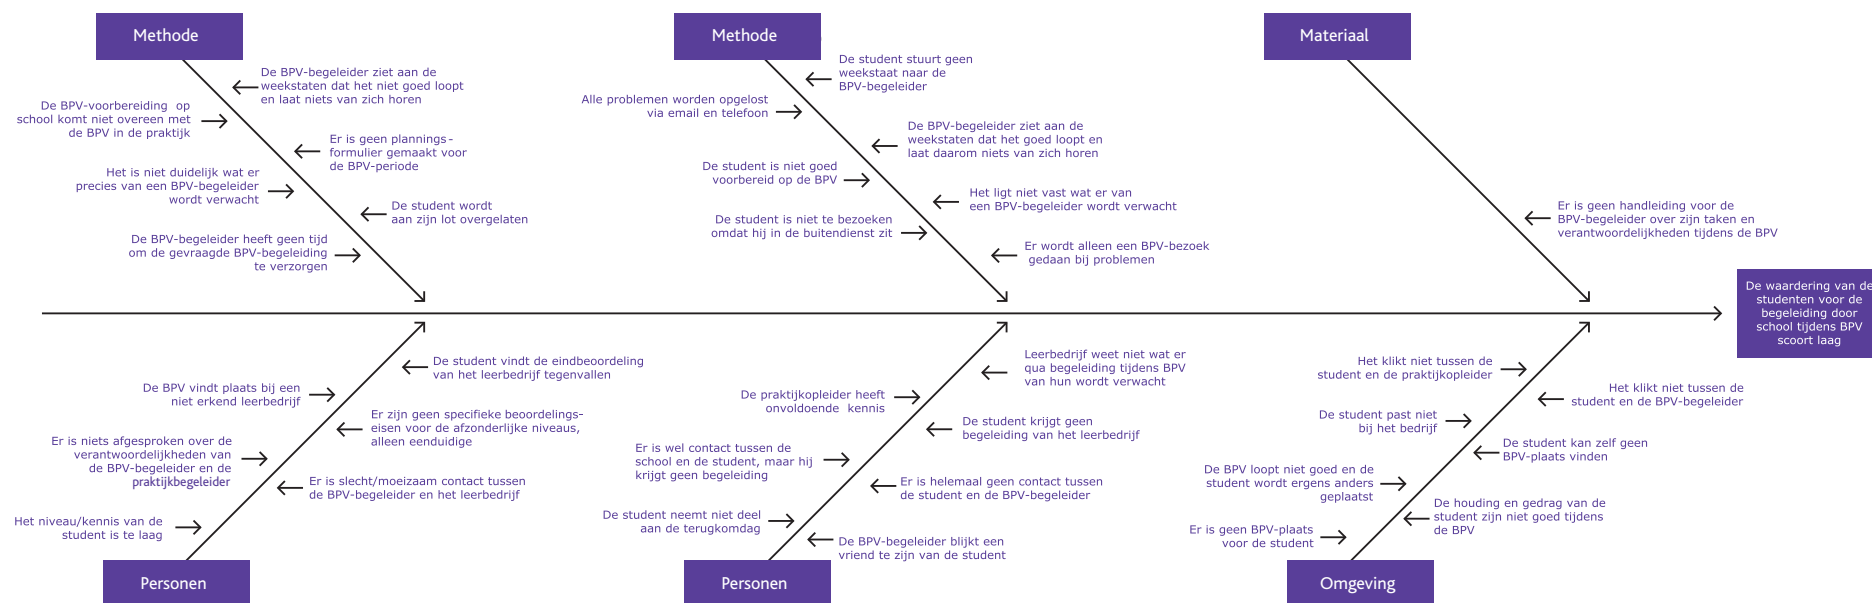 Methode
De BPV-begeleider ziet aan de
weekstaten dat het niet goed loopt
en laat niets van zich horen
De BPV-voorbereiding op
school komt niet overeen met
de BPV in de praktijk
Er is geen plannings-
formulier gemaakt voor
de BPV-periode
Het is niet duidelijk wat er
precies van een BPV-begeleider
wordt verwacht
De student wordt
aan zijn lot overgelaten
De BPV-begeleider heeft geen tijd
om de gevraagde BPV-begeleiding
te verzorgen
Methode
De student stuurt geen
weekstaat naar de
BPV-begeleider
Alle problemen worden opgelost
via email en telefoon
De BPV-begeleider ziet aan de
weekstaten dat het goed loopt en
laat daarom niets van zich horen
De student is niet goed
voorbereid op de BPV
Het ligt niet vast wat er van
een BPV-begeleider wordt verwacht
De student is niet te bezoeken
omdat hij in de buitendienst zit
Er wordt alleen een BPV-bezoek
gedaan bij problemen
Materiaal
Er is geen handleiding voor de
BPV-begeleider over zijn taken en
verantwoordelijkheden tijdens de BPV
De waardering van de
studenten voor de
begeleiding door
school tijdens BPV
scoort laag
De student vindt de eindbeoordeling
van het leerbedrijf tegenvallen
De BPV vindt plaats bij een
niet erkend leerbedrijf
Er zijn geen specifieke beoordelings-
eisen voor de afzonderlijke niveaus,
alleen eenduidige
Er is niets afgesproken over de
verantwoordelijkheden van
de BPV-begeleider en de
praktijkbegeleider
Er is slecht/moeizaam contact tussen
de BPV-begeleider en het leerbedrijf
Het niveau/kennis van de
student is te laag
Personen
Leerbedrijf weet niet wat er
qua begeleiding tijdens BPV
van hun wordt verwacht
De praktijkopleider heeft
onvoldoende kennis
De student krijgt geen
begeleiding van het leerbedrijf
Er is wel contact tussen de
school en de student, maar hij
krijgt geen begeleiding
Er is helemaal geen contact tussen
de student en de BPV-begeleider
De student neemt niet deel
aan de terugkomdag
De BPV-begeleider blijkt een
vriend te zijn van de student
Personen
Het klikt niet tussen de
student en de praktijkopleider
Het klikt niet tussen de
student en de BPV-begeleider
De student past niet
bij het bedrijf
De student kan zelf geen
BPV-plaats vinden
De BPV loopt niet goed en de
student wordt ergens anders
geplaatst
De houding en gedrag van de
student zijn niet goed tijdens
de BPV
Er is geen BPV-plaats
voor de student
Omgeving